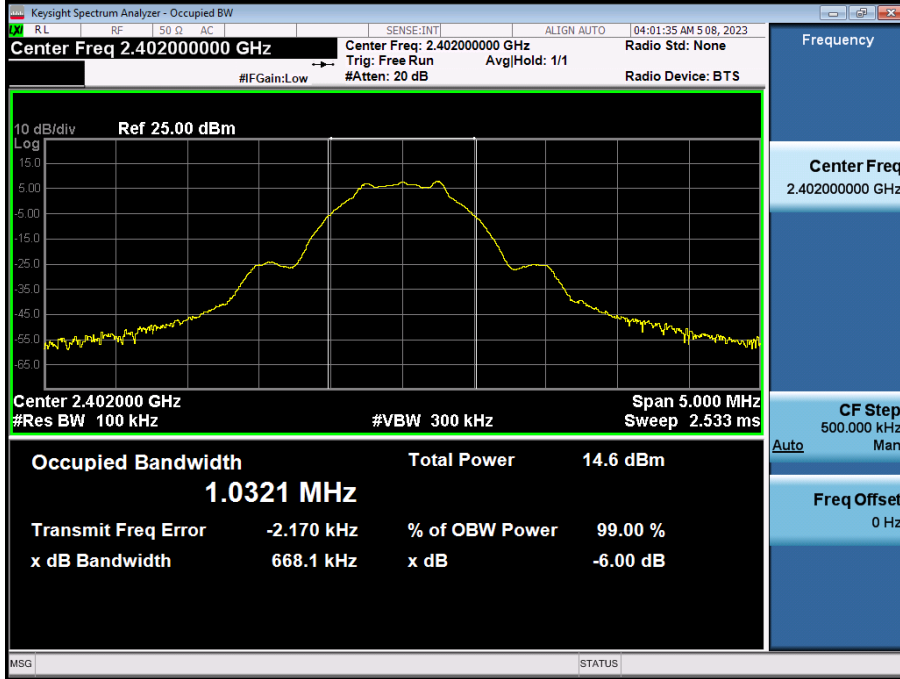 Keysight Spectrum Analyzer - Occupied BW
LXI RL RF 50 Ω AC SENSE:INT ALIGN AUTO 04:01:35 AM 5 08, 2023
Center Freq 2.402000000 GHz
Center Freq: 2.402000000 GHz
Radio Std: None
Trig: Free Run
Avg|Hold: 1/1
#IFGain:Low
#Atten: 20 dB
Radio Device: BTS
Frequency
10 dB/div
Ref 25.00 dBm
Log
15.0
5.00
-5.00
-15.0
-25.0
-35.0
-45.0
-55.0
-65.0
Center 2.402000 GHz
Span 5.000 MHz
#Res BW 100 kHz
#VBW 300 kHz
Sweep 2.533 ms
Occupied Bandwidth
Total Power 14.6 dBm
1.0321 MHz
Transmit Freq Error -2.170 kHz
% of OBW Power 99.00 %
x dB Bandwidth 668.1 kHz
x dB -6.00 dB
Center Freq
2.402000000 GHz
CF Step
500.000 kHz
Auto Man
Freq Offset
0 Hz
MSG
STATUS